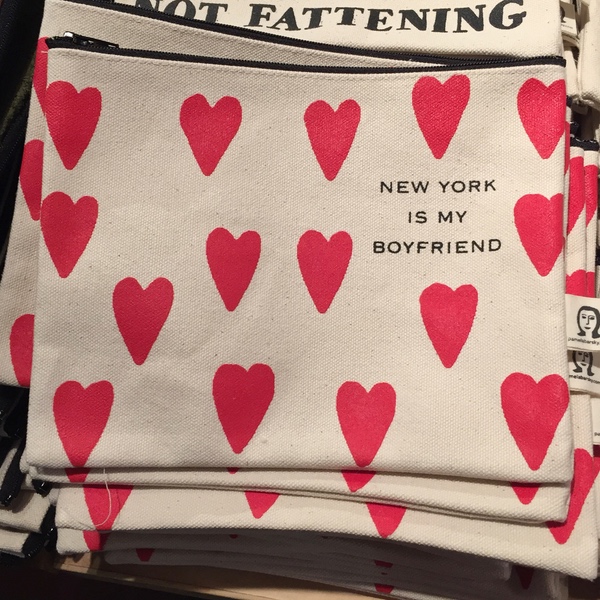 NOT FATTENING
NEW YORK
IS MY
BOYFRIEND